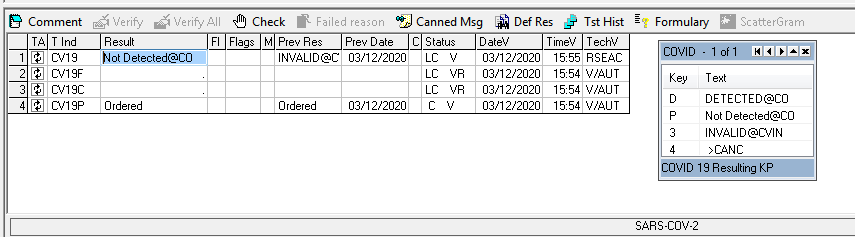 Comment Verify Verify All Check Failed reason Canned Msg Def Res Tst Hist Formulary ScatterGram
TA T Ind Result Fl Flags M Prev Res Prev Date C Status DateV TimeV TechV
1 CV19 Not Detected@CO INVALID@C 03/12/2020 LC V 03/12/2020 15:55 RSEAC
2 CV19F . LC VR 03/12/2020 15:54 V/AUT
3 CV19C . LC VR 03/12/2020 15:54 V/AUT
4 CV19P Ordered Ordered 03/12/2020 C V 03/12/2020 15:54 V/AUT
COVID - 1 of 1
Key Text
D DETECTED@CO
P Not Detected@CO
3 INVALID@CVIN
4 >CANC
COVID 19 Resulting KP
SARS-COV-2